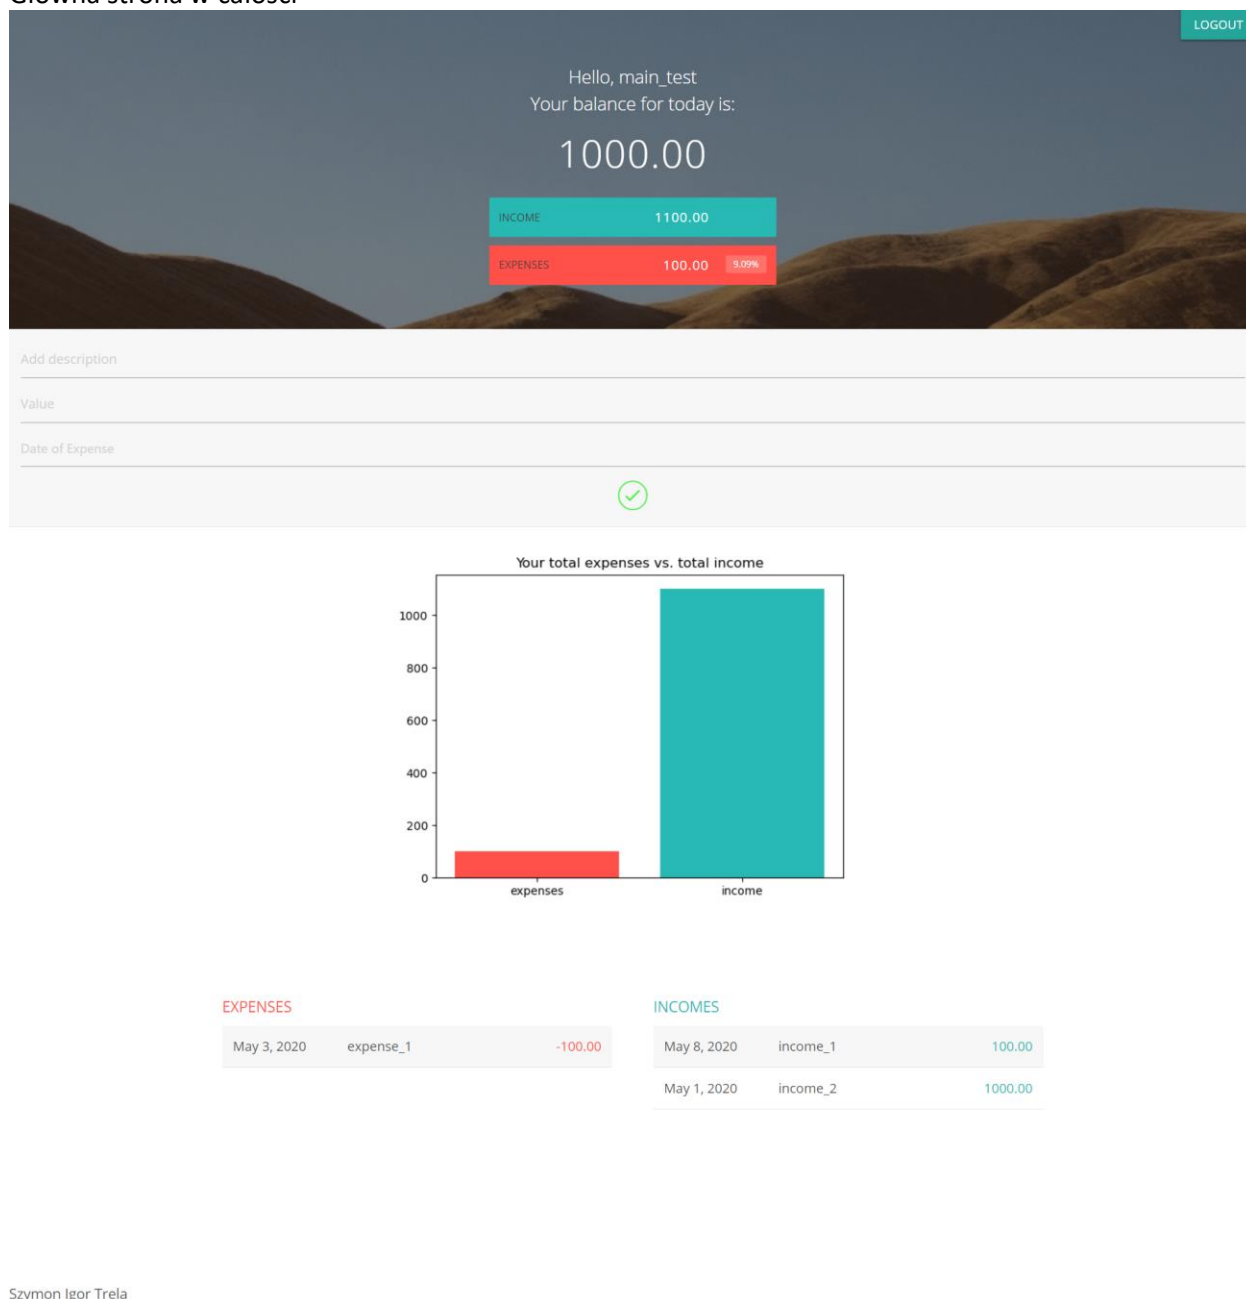 Główna strona w całości
LOGOUT
Hello, main_test
Your balance for today is:
1000.00
INCOME 1100.00
EXPENSES 100.00 9.09%
Add description
Value
Date of Expense
Your total expenses vs. total income
1000
800
600
400
200
0
expenses income
EXPENSES
May 3, 2020 expense_1 -100.00
INCOMES
May 8, 2020 income_1 100.00
May 1, 2020 income_2 1000.00
Szymon Igor Trela